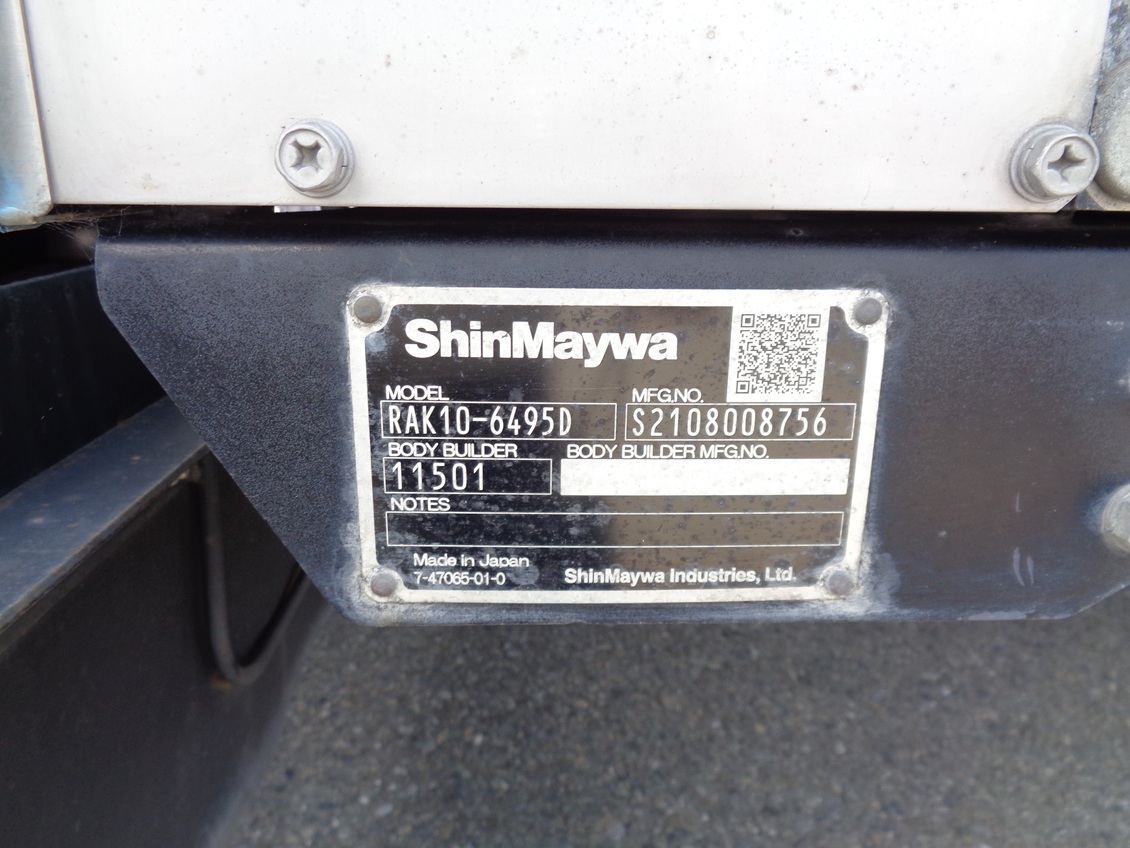 ShinMaywa
MODEL MFG.NO.
RAK10-6495D S2108008756
BODY BUILDER BODY BUILDER MFG.NO.
11501
NOTES
Made in Japan
7-47065-01-0 ShinMaywa Industries, Ltd.